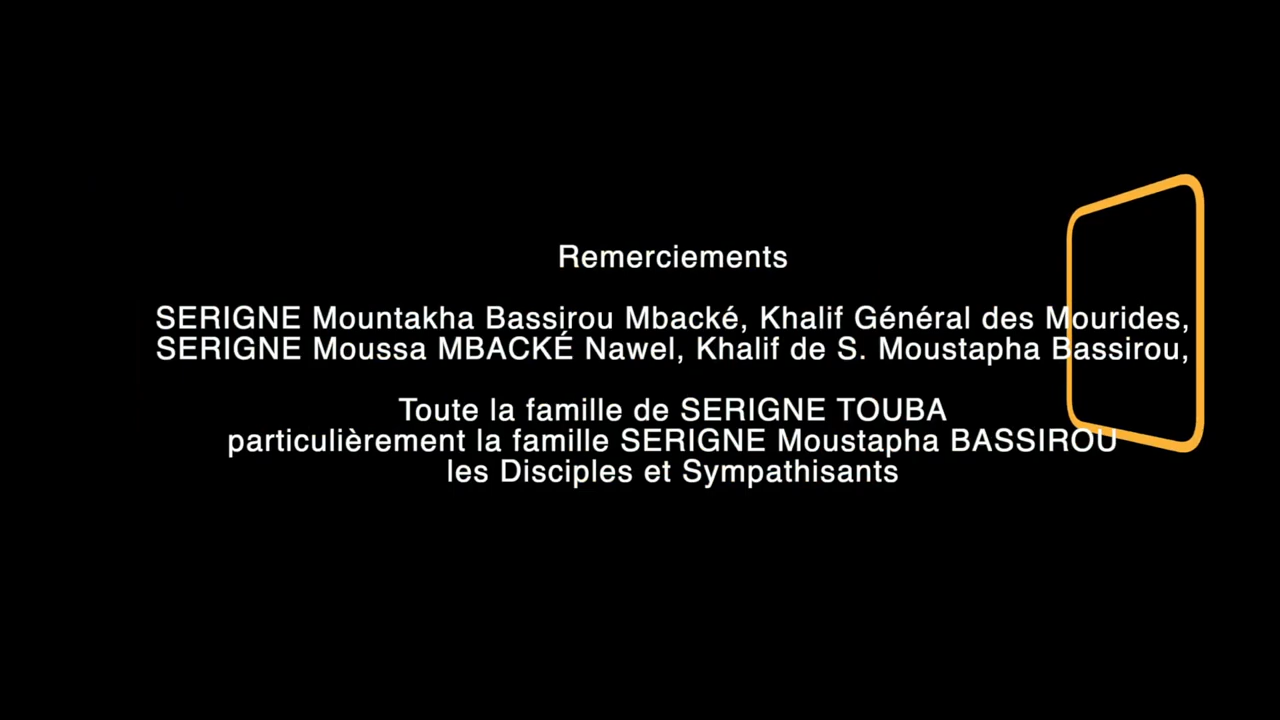 Remerciements
SERIGNE Mountakha Bassirou Mbacké, Khalif Général des Mourides,
SERIGNE Moussa MBACKÉ Nawel, Khalif de S. Moustapha Bassirou,
Toute la famille de SERIGNE TOUBA
particulièrement la famille SERIGNE Moustapha BASSIROU
les Disciples et Sympathisants